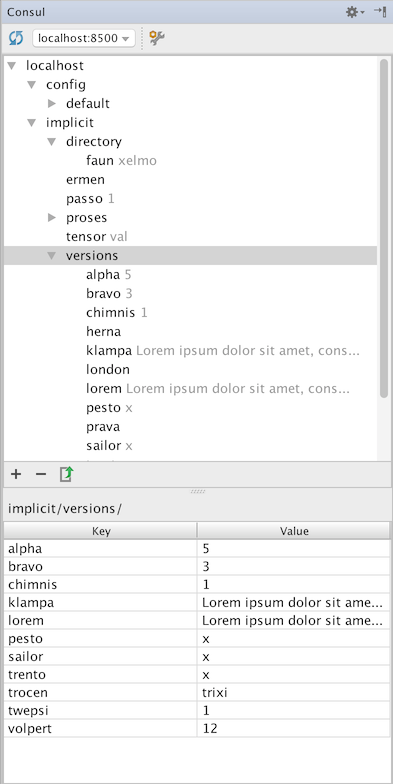 Consul
localhost:8500
localhost
config
default
implicit
directory
faun xelmo
ermen
passo 1
proses
tensor val
versions
alpha 5
bravo 3
chimnis 1
herna
klampa Lorem ipsum dolor sit amet, cons...
london
lorem Lorem ipsum dolor sit amet, cons...
pesto x
prava
sailor x
implicit/versions/
Key Value
alpha 5
bravo 3
chimnis 1
klampa Lorem ipsum dolor sit ame...
lorem Lorem ipsum dolor sit ame...
pesto x
sailor x
trento x
trocen trixi
twepsi 1
volpert 12